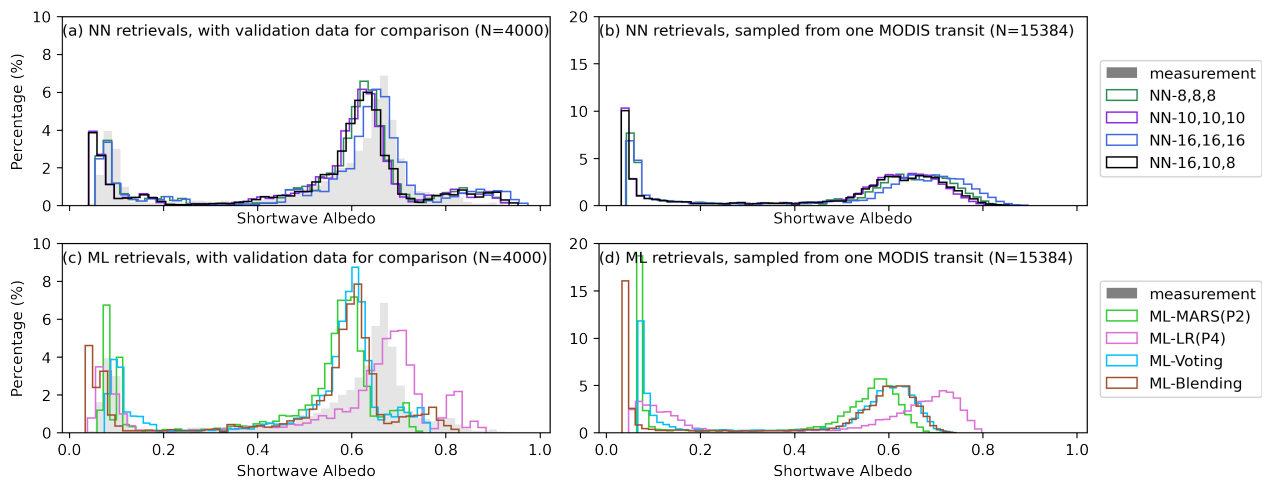 (a) NN retrievals, with validation data for comparison (N=4000)
Percentage (%)
10
8
6
4
2
0
Shortwave Albedo
(b) NN retrievals, sampled from one MODIS transit (N=15384)
20
15
10
5
0
Shortwave Albedo
measurement
NN-8,8,8
NN-10,10,10
NN-16,16,16
NN-16,10,8
(c) ML retrievals, with validation data for comparison (N=4000)
Percentage (%)
10
8
6
4
2
0
0.0 0.2 0.4 0.6 0.8 1.0
Shortwave Albedo
(d) ML retrievals, sampled from one MODIS transit (N=15384)
20
15
10
5
0
0.0 0.2 0.4 0.6 0.8 1.0
Shortwave Albedo
measurement
ML-MARS(P2)
ML-LR(P4)
ML-Voting
ML-Blending